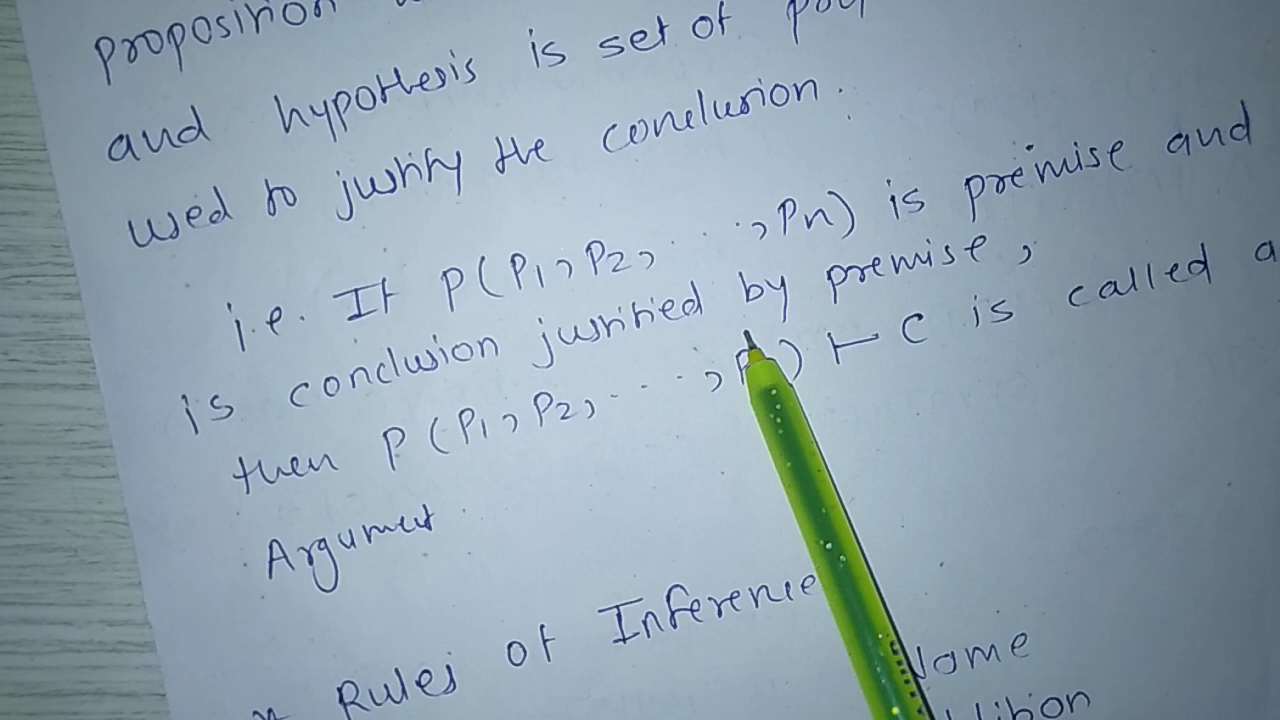 proposition
and hypothesis is set of
used to justify the conclusion.
i.e. If P(P1, P2, ....., Pn) is premise and
is conclusion justified by premise,
then P(P1, P2, ....., ) ⊢ C is called a
Argument
Rules of Inference
Name